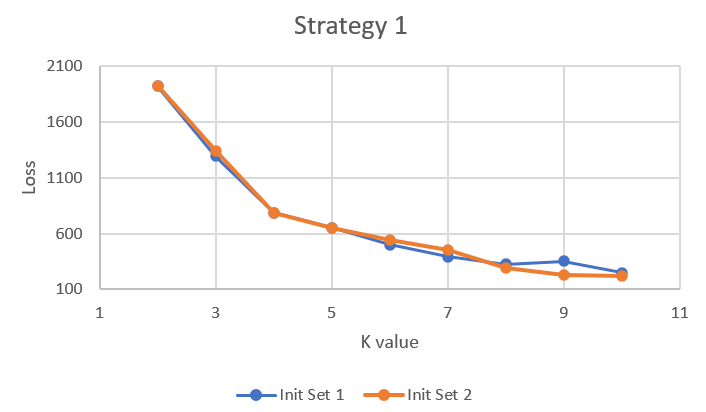 Strategy 1
2100
1600
1100
600
100
Loss
1 3 5 7 9 11
K value
Init Set 1 Init Set 2